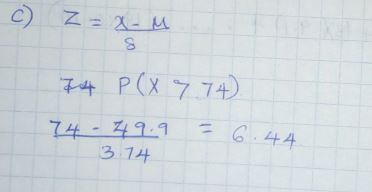 c) Z = x - μ
s
74 P(X > 74)
74 - 49.9 = 6.44
3.74